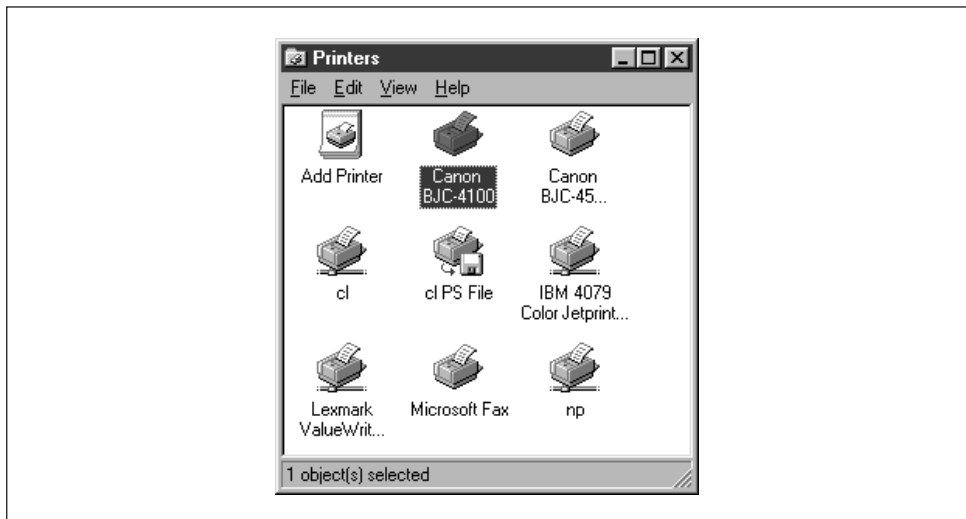 Printers
File Edit View Help
Add Printer
Canon
BJC-4100
Canon
BJC-45...
cl
cl PS File
IBM 4079
Color Jetprint...
Lexmark
ValueWrit...
Microsoft Fax
np
1 object(s) selected